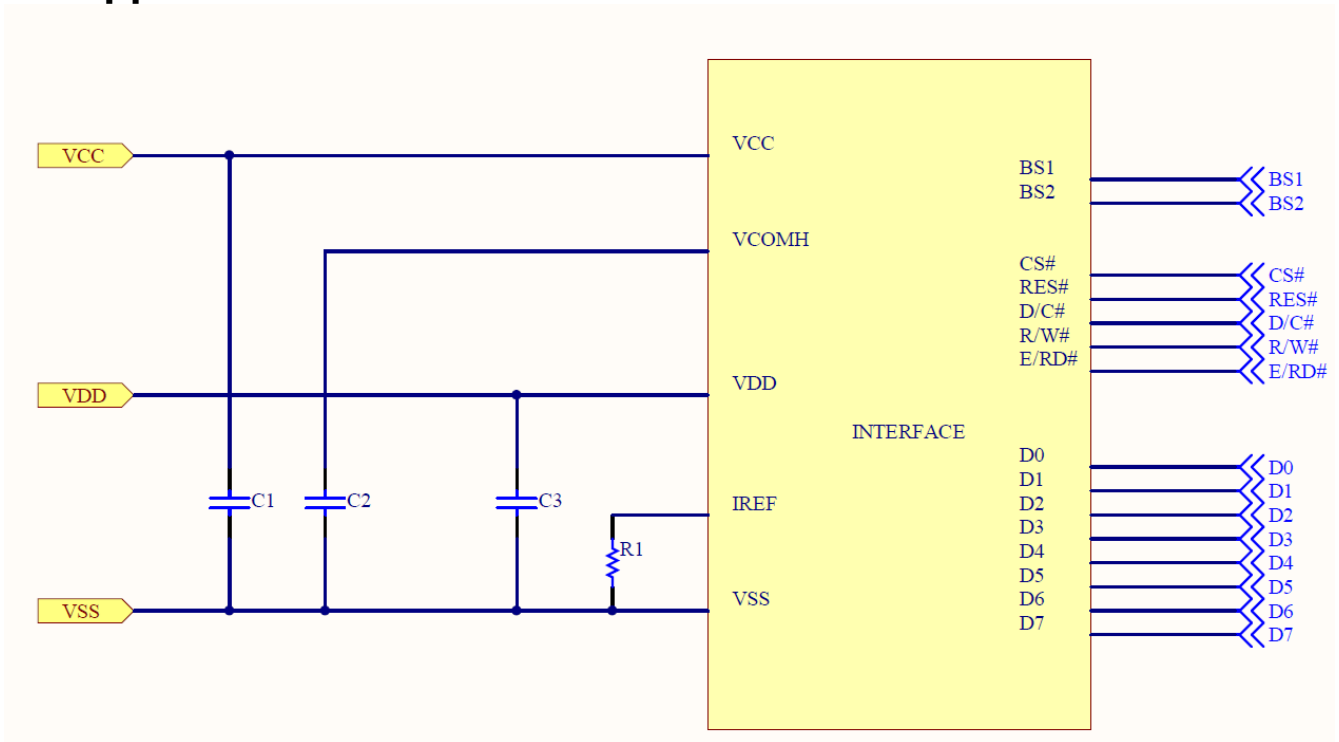 VCC
VCC
BS1
BS1
BS2
BS2
VCOMH
CS#
CS#
RES#
RES#
D/C#
D/C#
R/W#
R/W#
E/RD#
E/RD#
VDD
VDD
INTERFACE
D0
D0
D1
D1
C1
C2
C3
IREF
D2
D2
D3
D3
R1
D4
D4
D5
D5
VSS
VSS
D6
D6
D7
D7